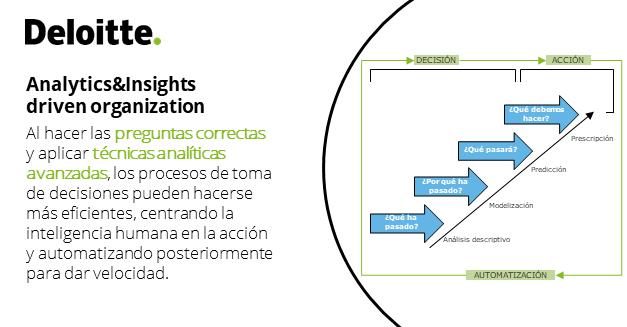 Deloitte.
Analytics&Insights
driven organization
Al hacer las preguntas correctas
y aplicar técnicas analíticas
avanzadas, los procesos de toma
de decisiones pueden hacerse
más eficientes, centrando la
inteligencia humana en la acción
y automatizando posteriormente
para dar velocidad.
DECISIÓN
ACCIÓN
¿Qué debemos
hacer?
Prescripción
¿Qué pasará?
Predicción
¿Por qué ha
pasado?
Modelización
¿Qué ha
pasado?
Análisis descriptivo
AUTOMATIZACIÓN